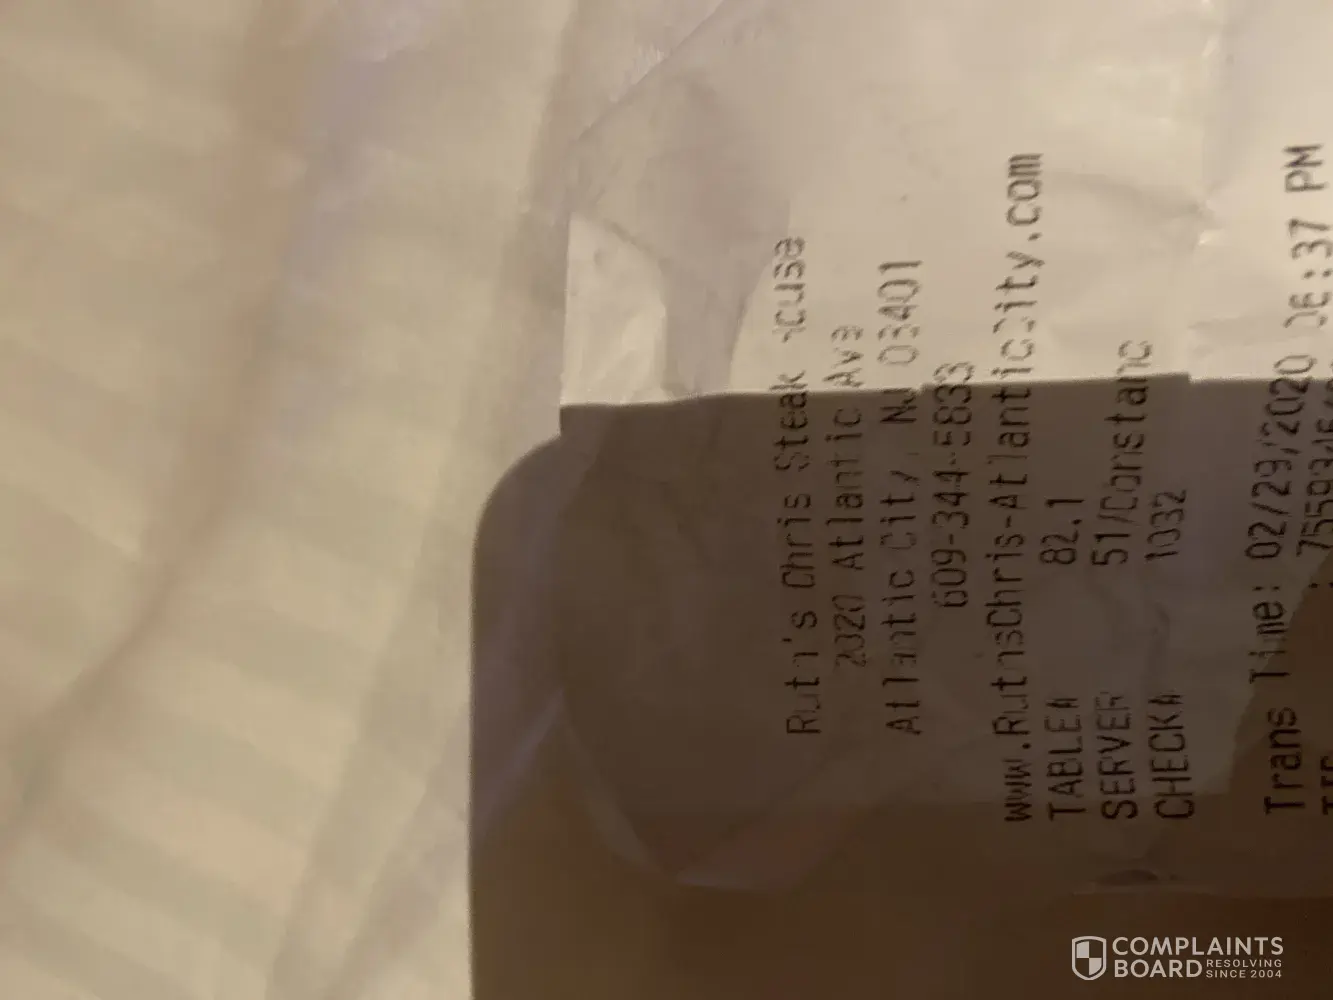 Ruth's Chris Steak House
2020 Atlantic Ave
Atlantic City, NJ 08401
609-344-5833
www.RuthsChris-AtlanticCity.com
TABLE# 82.1
SERVER 51/Constanc
CHECK# 1032
Trans Time: 02/29/2020 06:37 PM
COMPLAINTS
BOARD RESOLVING
SINCE 2004